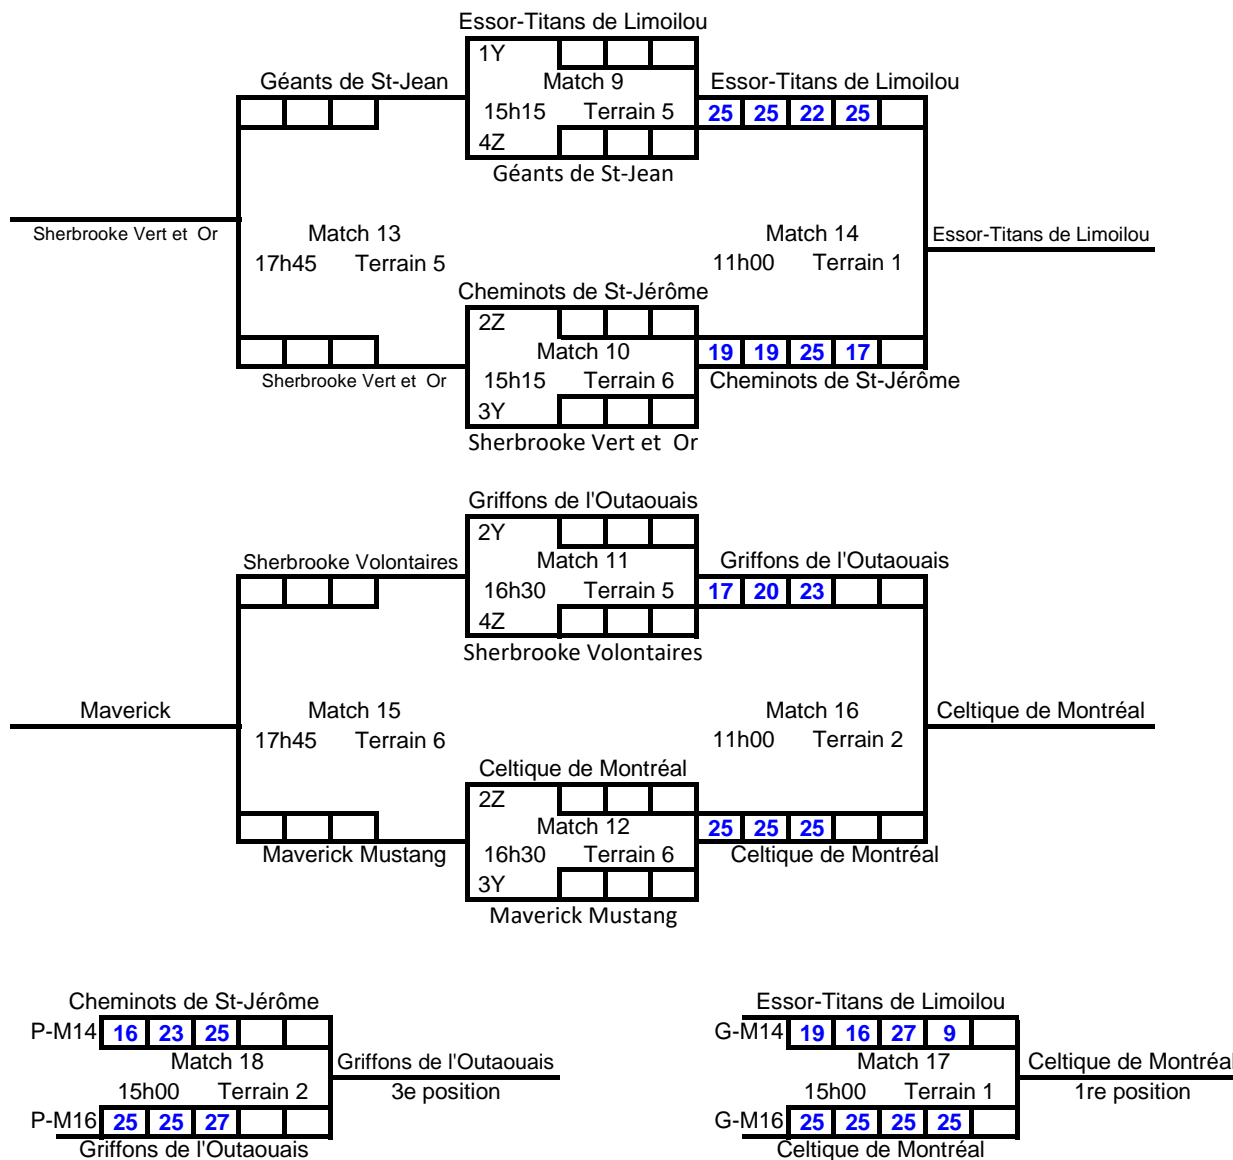 Essor-Titans de Limoilou
1Y
Géants de St-Jean
Match 9
Essor-Titans de Limoilou
15h15 Terrain 5
25 25 22 25
4Z
Géants de St-Jean
Sherbrooke Vert et Or
Match 13
17h45 Terrain 5
Match 14
11h00 Terrain 1
Essor-Titans de Limoilou
Cheminots de St-Jérôme
2Z
Match 10
19 19 25 17
Sherbrooke Vert et Or
15h15 Terrain 6
Cheminots de St-Jérôme
3Y
Sherbrooke Vert et Or
Griffons de l'Outaouais
2Y
Sherbrooke Volontaires
Match 11
Griffons de l'Outaouais
16h30 Terrain 5
17 20 23
4Z
Sherbrooke Volontaires
Maverick
Match 15
17h45 Terrain 6
Match 16
11h00 Terrain 2
Celtique de Montréal
Celtique de Montréal
2Z
Match 12
25 25 25
Maverick Mustang
16h30 Terrain 6
Celtique de Montréal
3Y
Maverick Mustang
Cheminots de St-Jérôme
P-M14 16 23 25
Match 18
Griffons de l'Outaouais
15h00 Terrain 2
3e position
P-M16 25 25 27
Griffons de l'Outaouais
Essor-Titans de Limoilou
G-M14 19 16 27 9
Match 17
Celtique de Montréal
15h00 Terrain 1
1re position
G-M16 25 25 25 25
Celtique de Montréal